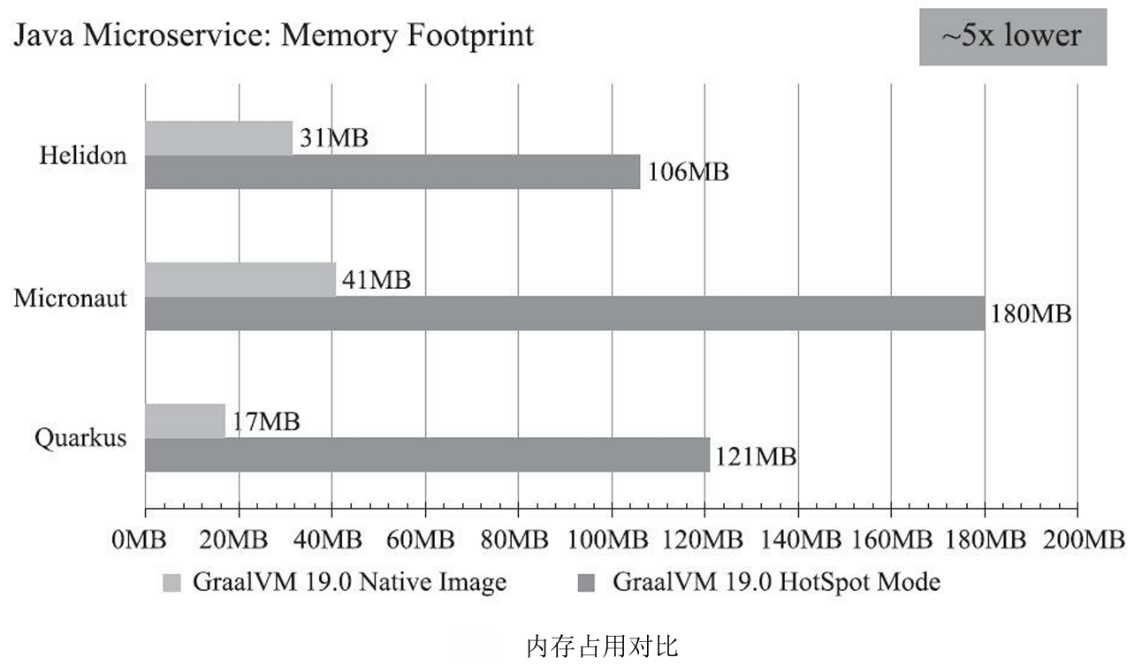 Java Microservice: Memory Footprint
~5x lower
Helidon
31MB
106MB
Micronaut
41MB
180MB
Quarkus
17MB
121MB
0MB 20MB 40MB 60MB 80MB 100MB 120MB 140MB 160MB 180MB 200MB
GraalVM 19.0 Native Image
GraalVM 19.0 HotSpot Mode
内存占用对比